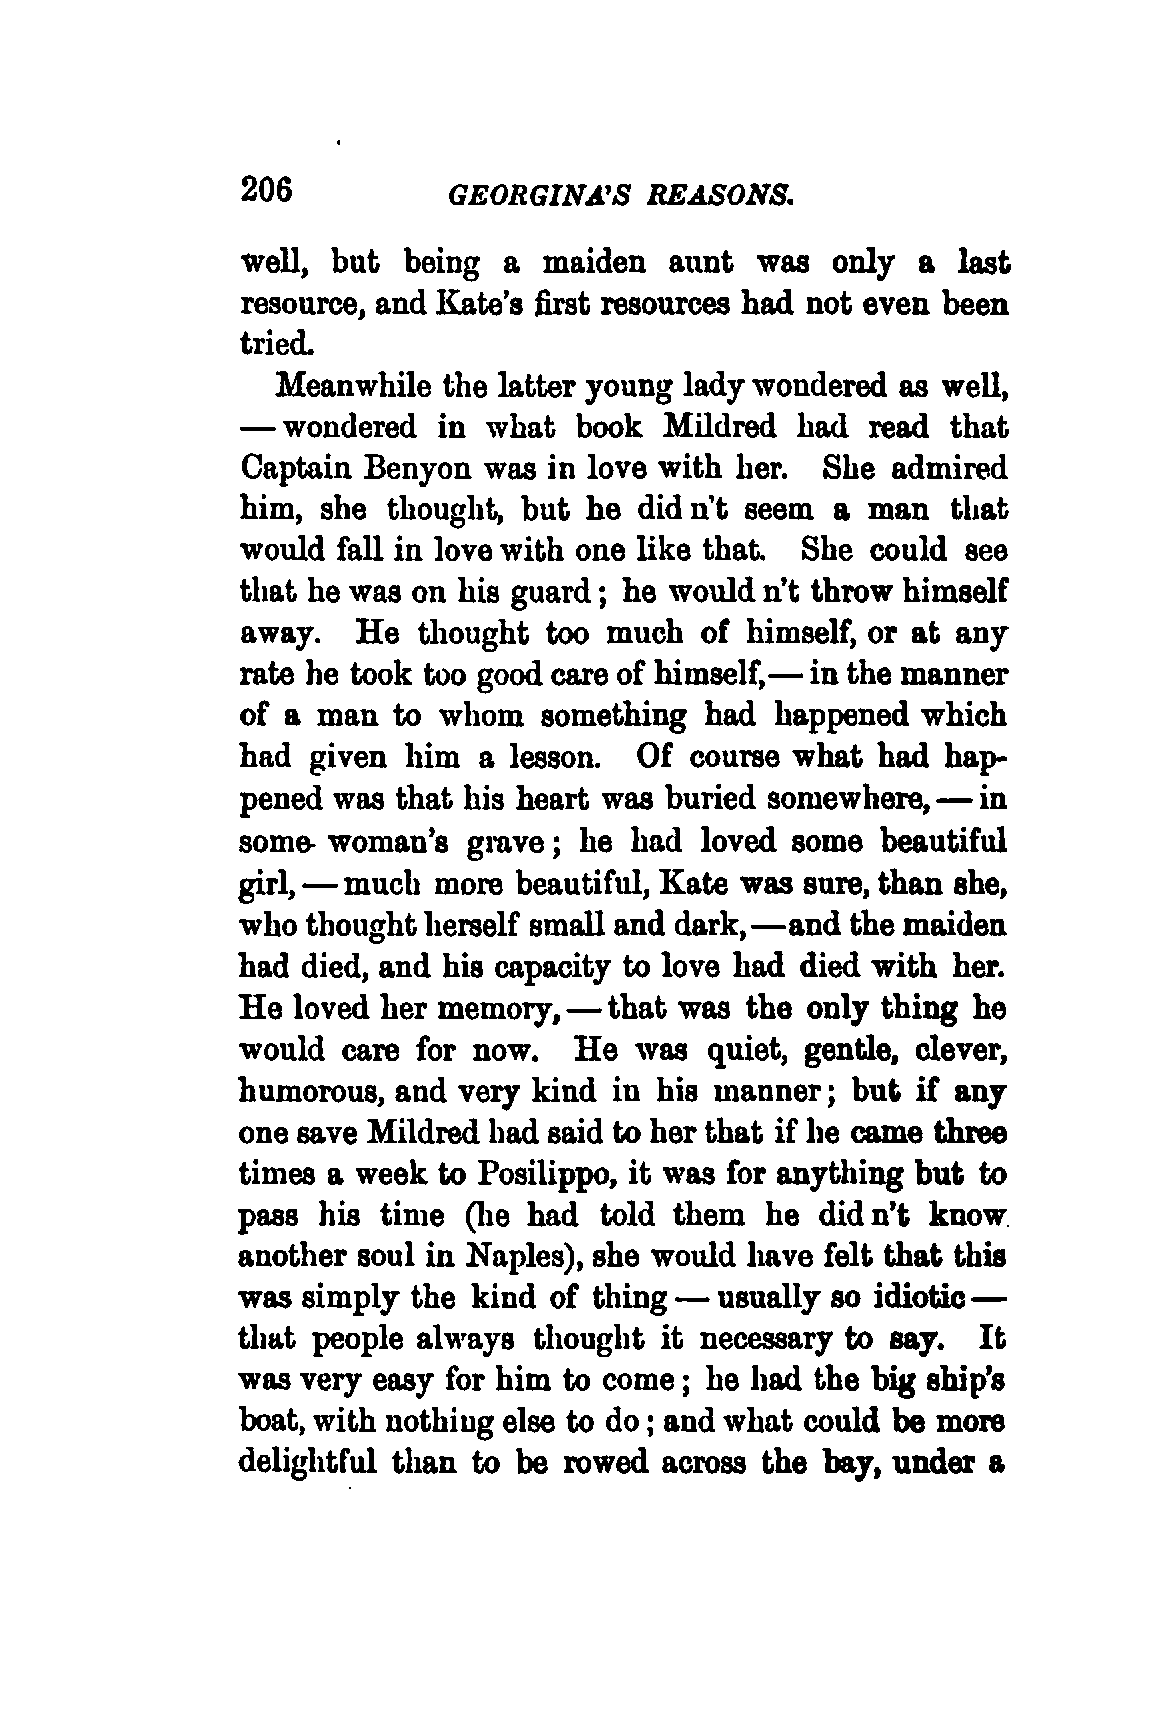 206 GEORGINA'S REASONS.
well, but being a maiden aunt was only a last
resource, and Kate's first resources had not even been
tried.
Meanwhile the latter young lady wondered as well,
— wondered in what book Mildred had read that
Captain Benyon was in love with her. She admired
him, she thought, but he did n't seem a man that
would fall in love with one like that. She could see
that he was on his guard; he would n't throw himself
away. He thought too much of himself, or at any
rate he took too good care of himself,— in the manner
of a man to whom something had happened which
had given him a lesson. Of course what had hap-
pened was that his heart was buried somewhere, — in
some woman's grave; he had loved some beautiful
girl, — much more beautiful, Kate was sure, than she,
who thought herself small and dark,—and the maiden
had died, and his capacity to love had died with her.
He loved her memory, — that was the only thing he
would care for now. He was quiet, gentle, clever,
humorous, and very kind in his manner; but if any
one save Mildred had said to her that if he came three
times a week to Posilippo, it was for anything but to
pass his time (he had told them he did n't know
another soul in Naples), she would have felt that this
was simply the kind of thing — usually so idiotic —
that people always thought it necessary to say. It
was very easy for him to come; he had the big ship's
boat, with nothing else to do; and what could be more
delightful than to be rowed across the bay, under a